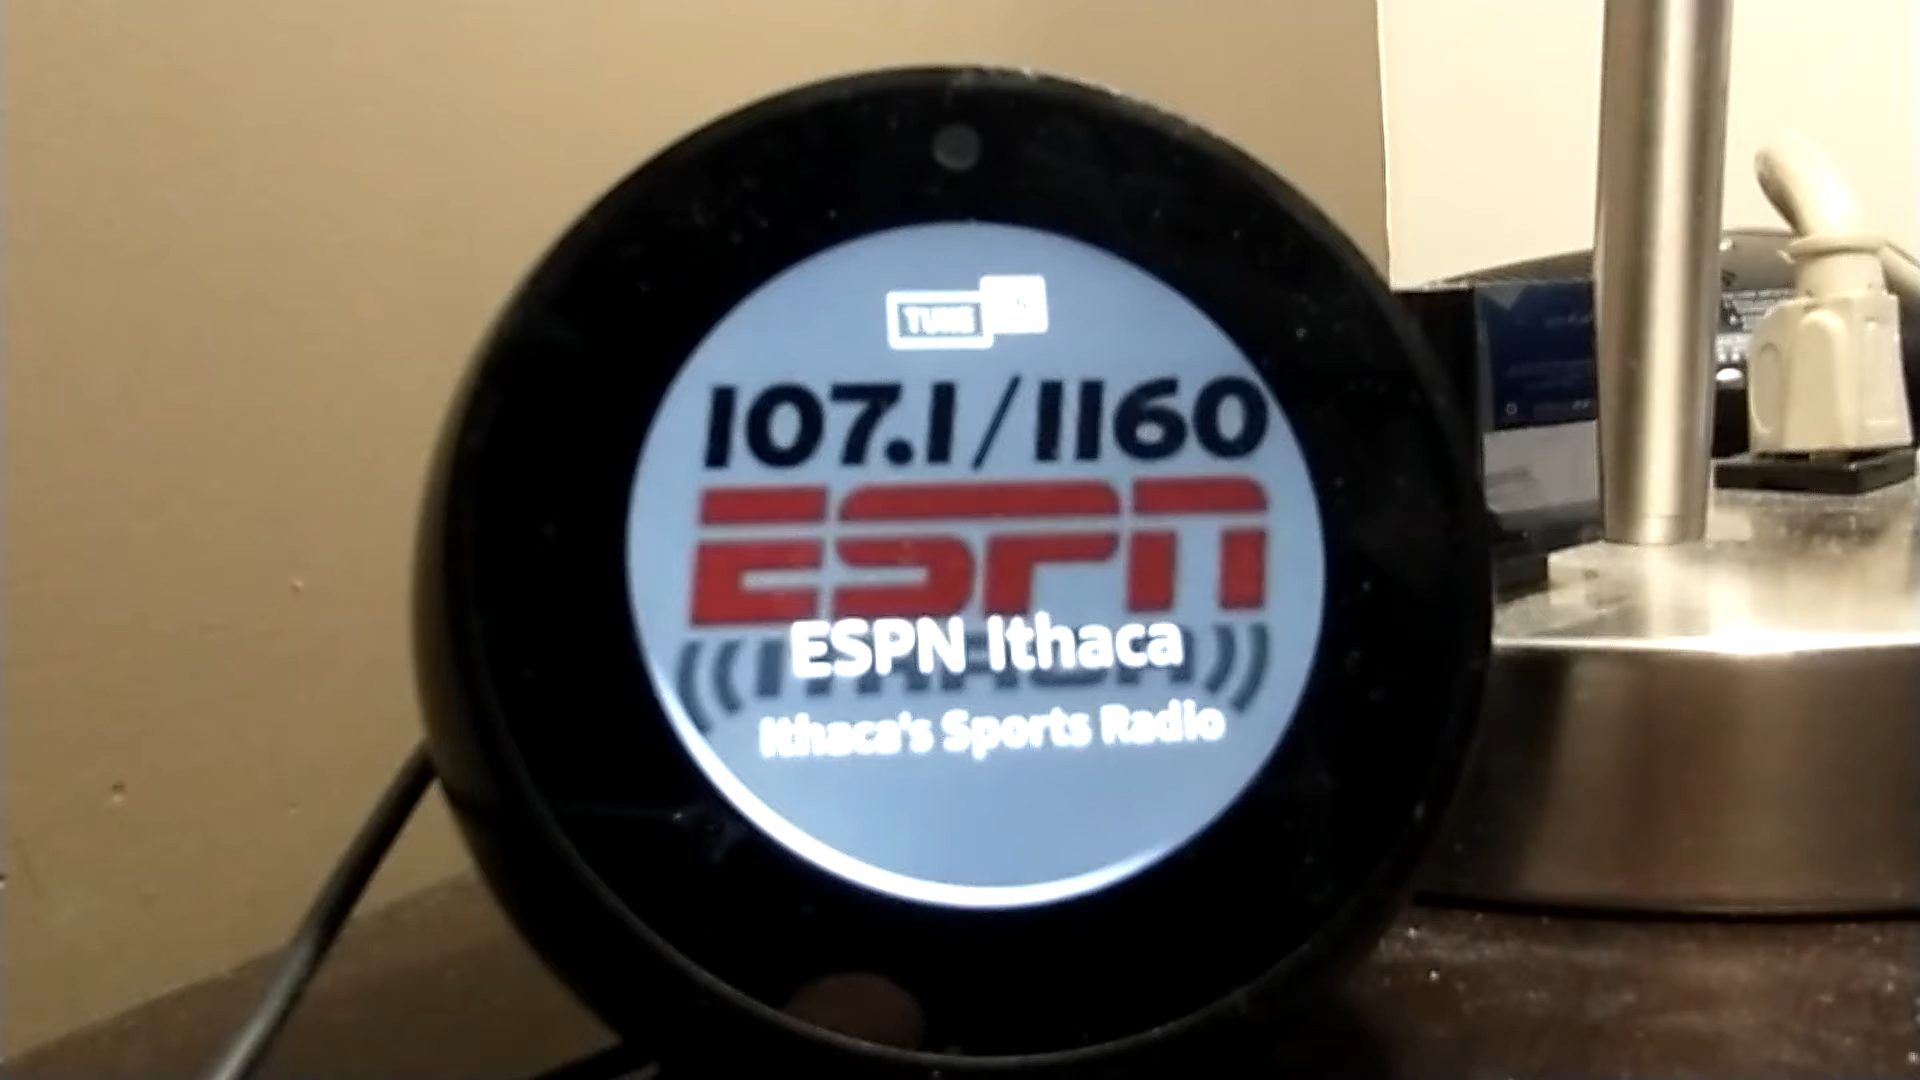 TUNE
107.1/1160
ESPN
ESPN Ithaca
Ithaca's Sports Radio